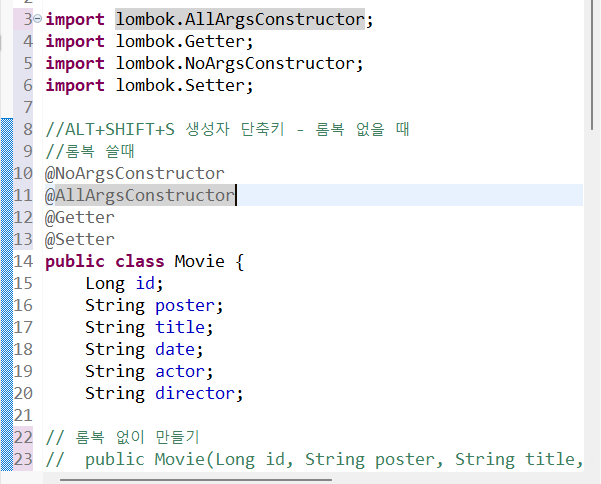 3 import lombok.AllArgsConstructor;
4 import lombok.Getter;
5 import lombok.NoArgsConstructor;
6 import lombok.Setter;
7
8 //ALT+SHIFT+S 생성자 단축키 - 롬복 없을 때
9 //롬복 쓸때
10 @NoArgsConstructor
11 @AllArgsConstructor
12 @Getter
13 @Setter
14 public class Movie {
15 Long id;
16 String poster;
17 String title;
18 String date;
19 String actor;
20 String director;
21
22 // 롬복 없이 만들기
23 // public Movie(Long id, String poster, String title,